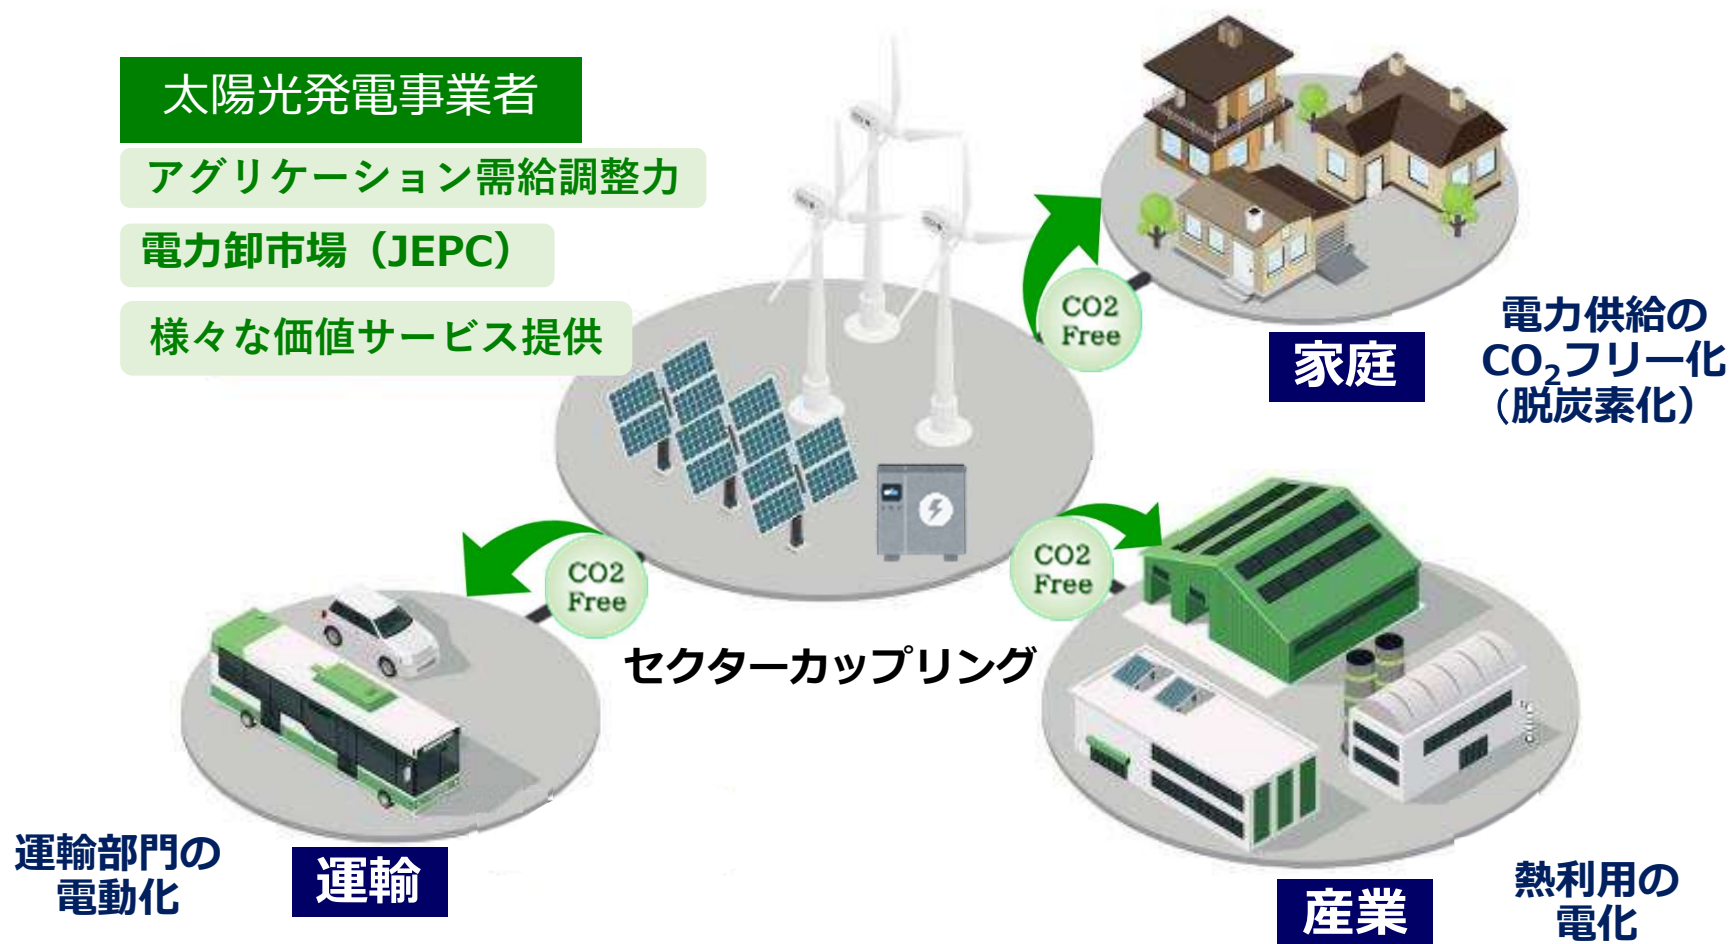 太陽光発電事業者
アグリケーション需給調整力
電力卸市場（JEPC）
様々な価値サービス提供
CO2
Free
家庭
電力供給の
CO₂フリー化
（脱炭素化）
CO2
Free
CO2
Free
セクターカップリング
運輸部門の
電動化
運輸
産業
熱利用の
電化